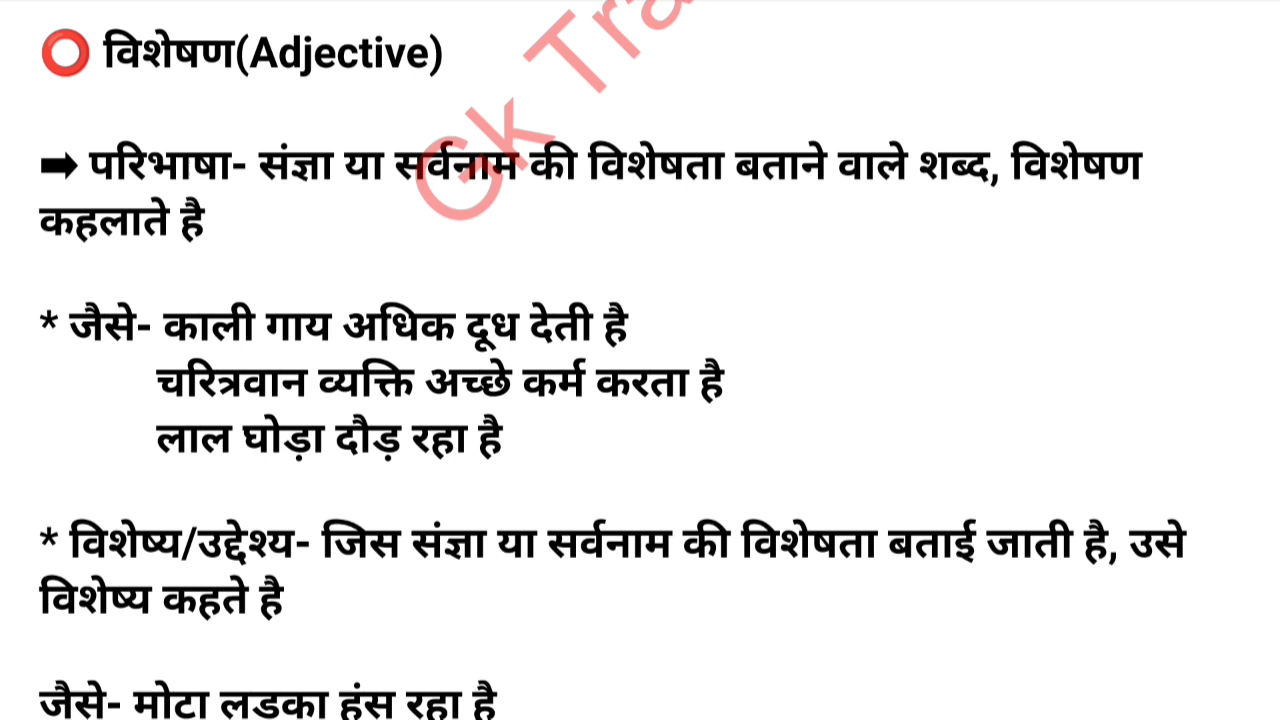 ⭕ विशेषण(Adjective)
➡ परिभाषा- संज्ञा या सर्वनाम की विशेषता बताने वाले शब्द, विशेषण
कहलाते है
* जैसे- काली गाय अधिक दूध देती है
चरित्रवान व्यक्ति अच्छे कर्म करता है
लाल घोड़ा दौड़ रहा है
* विशेष्य/उद्देश्य- जिस संज्ञा या सर्वनाम की विशेषता बताई जाती है, उसे
विशेष्य कहते है
जैसे- मोटा लडका हंस रहा है
Gk